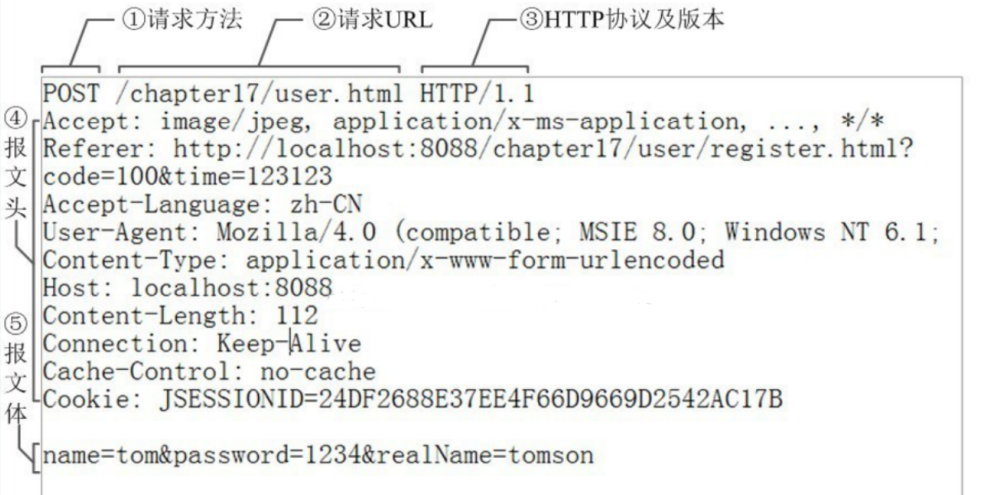 ①请求方法 ②请求URL ③HTTP协议及版本
POST /chapter17/user.html HTTP/1.1
④报文头
Accept: image/jpeg, application/x-ms-application, ..., */*
Referer: http://localhost:8088/chapter17/user/register.html?
code=100&time=123123
Accept-Language: zh-CN
User-Agent: Mozilla/4.0 (compatible; MSIE 8.0; Windows NT 6.1;
Content-Type: application/x-www-form-urlencoded
Host: localhost:8088
Content-Length: 112
Connection: Keep-Alive
Cache-Control: no-cache
Cookie: JSESSIONID=24DF2688E37EE4F66D9669D2542AC17B
⑤报文体
name=tom&password=1234&realName=tomson